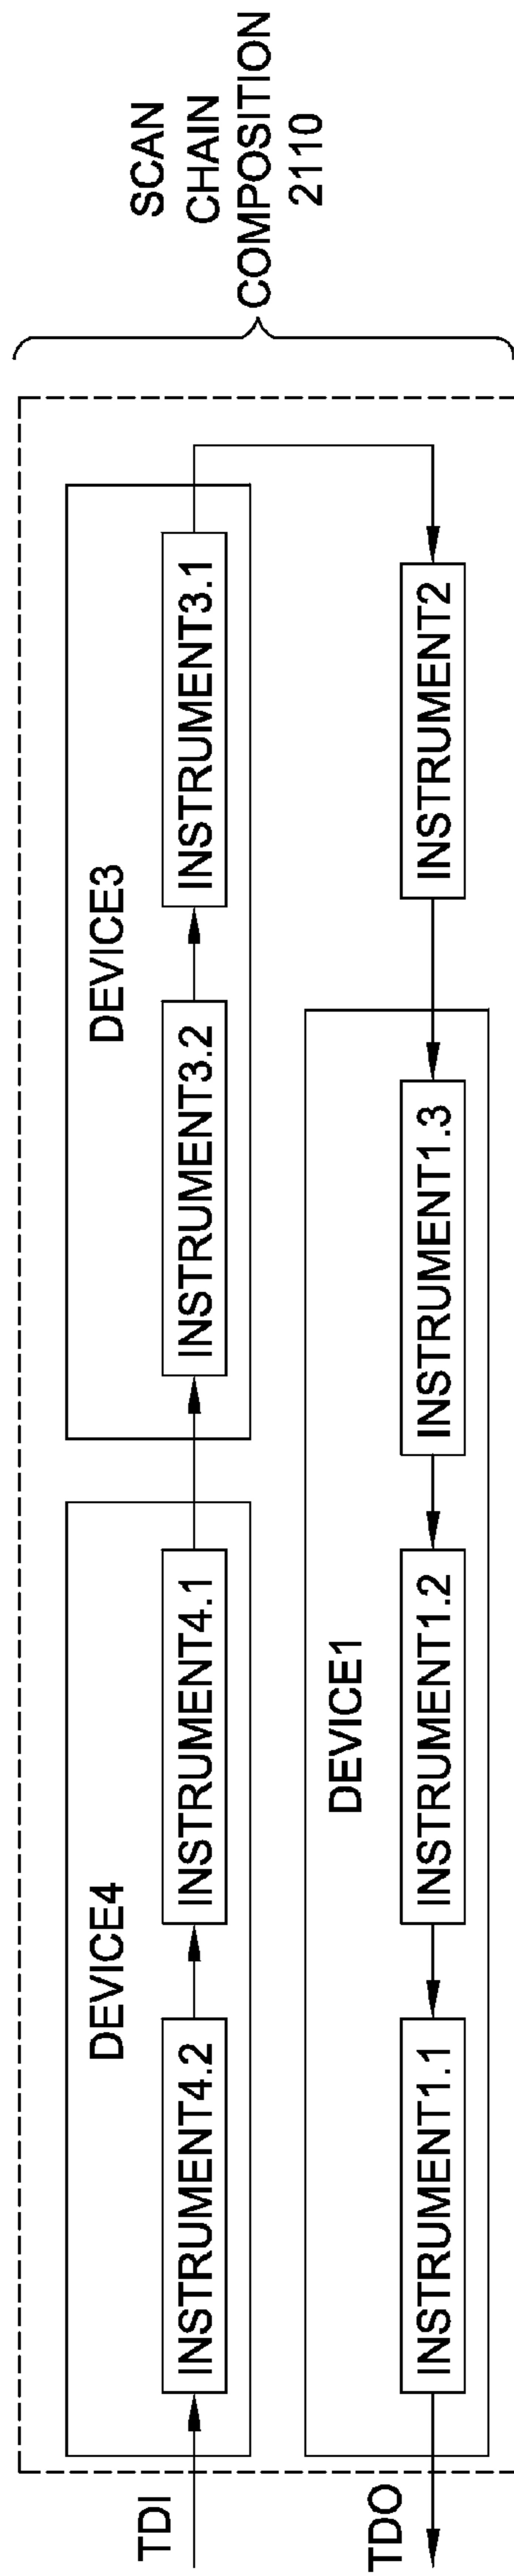 SCAN
CHAIN
COMPOSITION
2110
DEVICE4
DEVICE3
TDI
INSTRUMENT4.2
INSTRUMENT4.1
INSTRUMENT3.2
INSTRUMENT3.1
DEVICE1
TDO
INSTRUMENT1.1
INSTRUMENT1.2
INSTRUMENT1.3
INSTRUMENT2